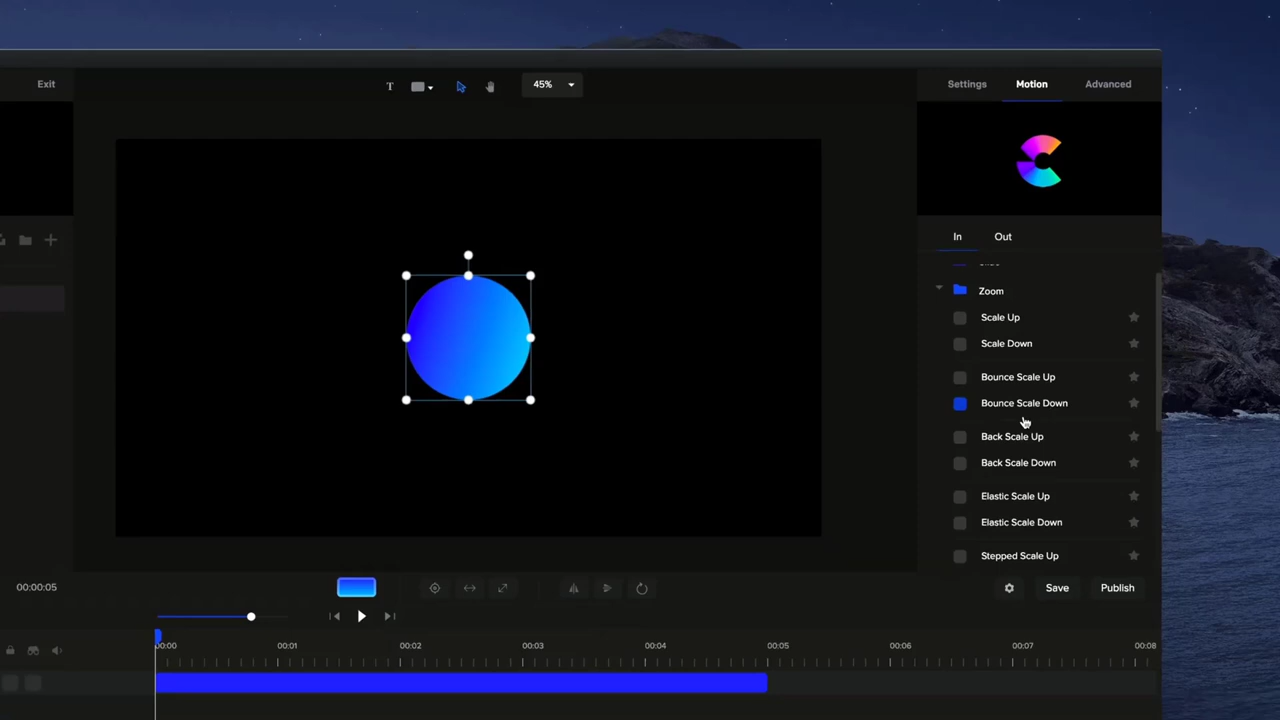 Exit
T
45%
Settings
Motion
Advanced
In
Out
Zoom
Scale Up
Scale Down
Bounce Scale Up
Bounce Scale Down
Back Scale Up
Back Scale Down
Elastic Scale Up
Elastic Scale Down
Stepped Scale Up
00:00:05
Save
Publish
00:00
00:01
00:02
00:03
00:04
00:05
00:06
00:07
00:08